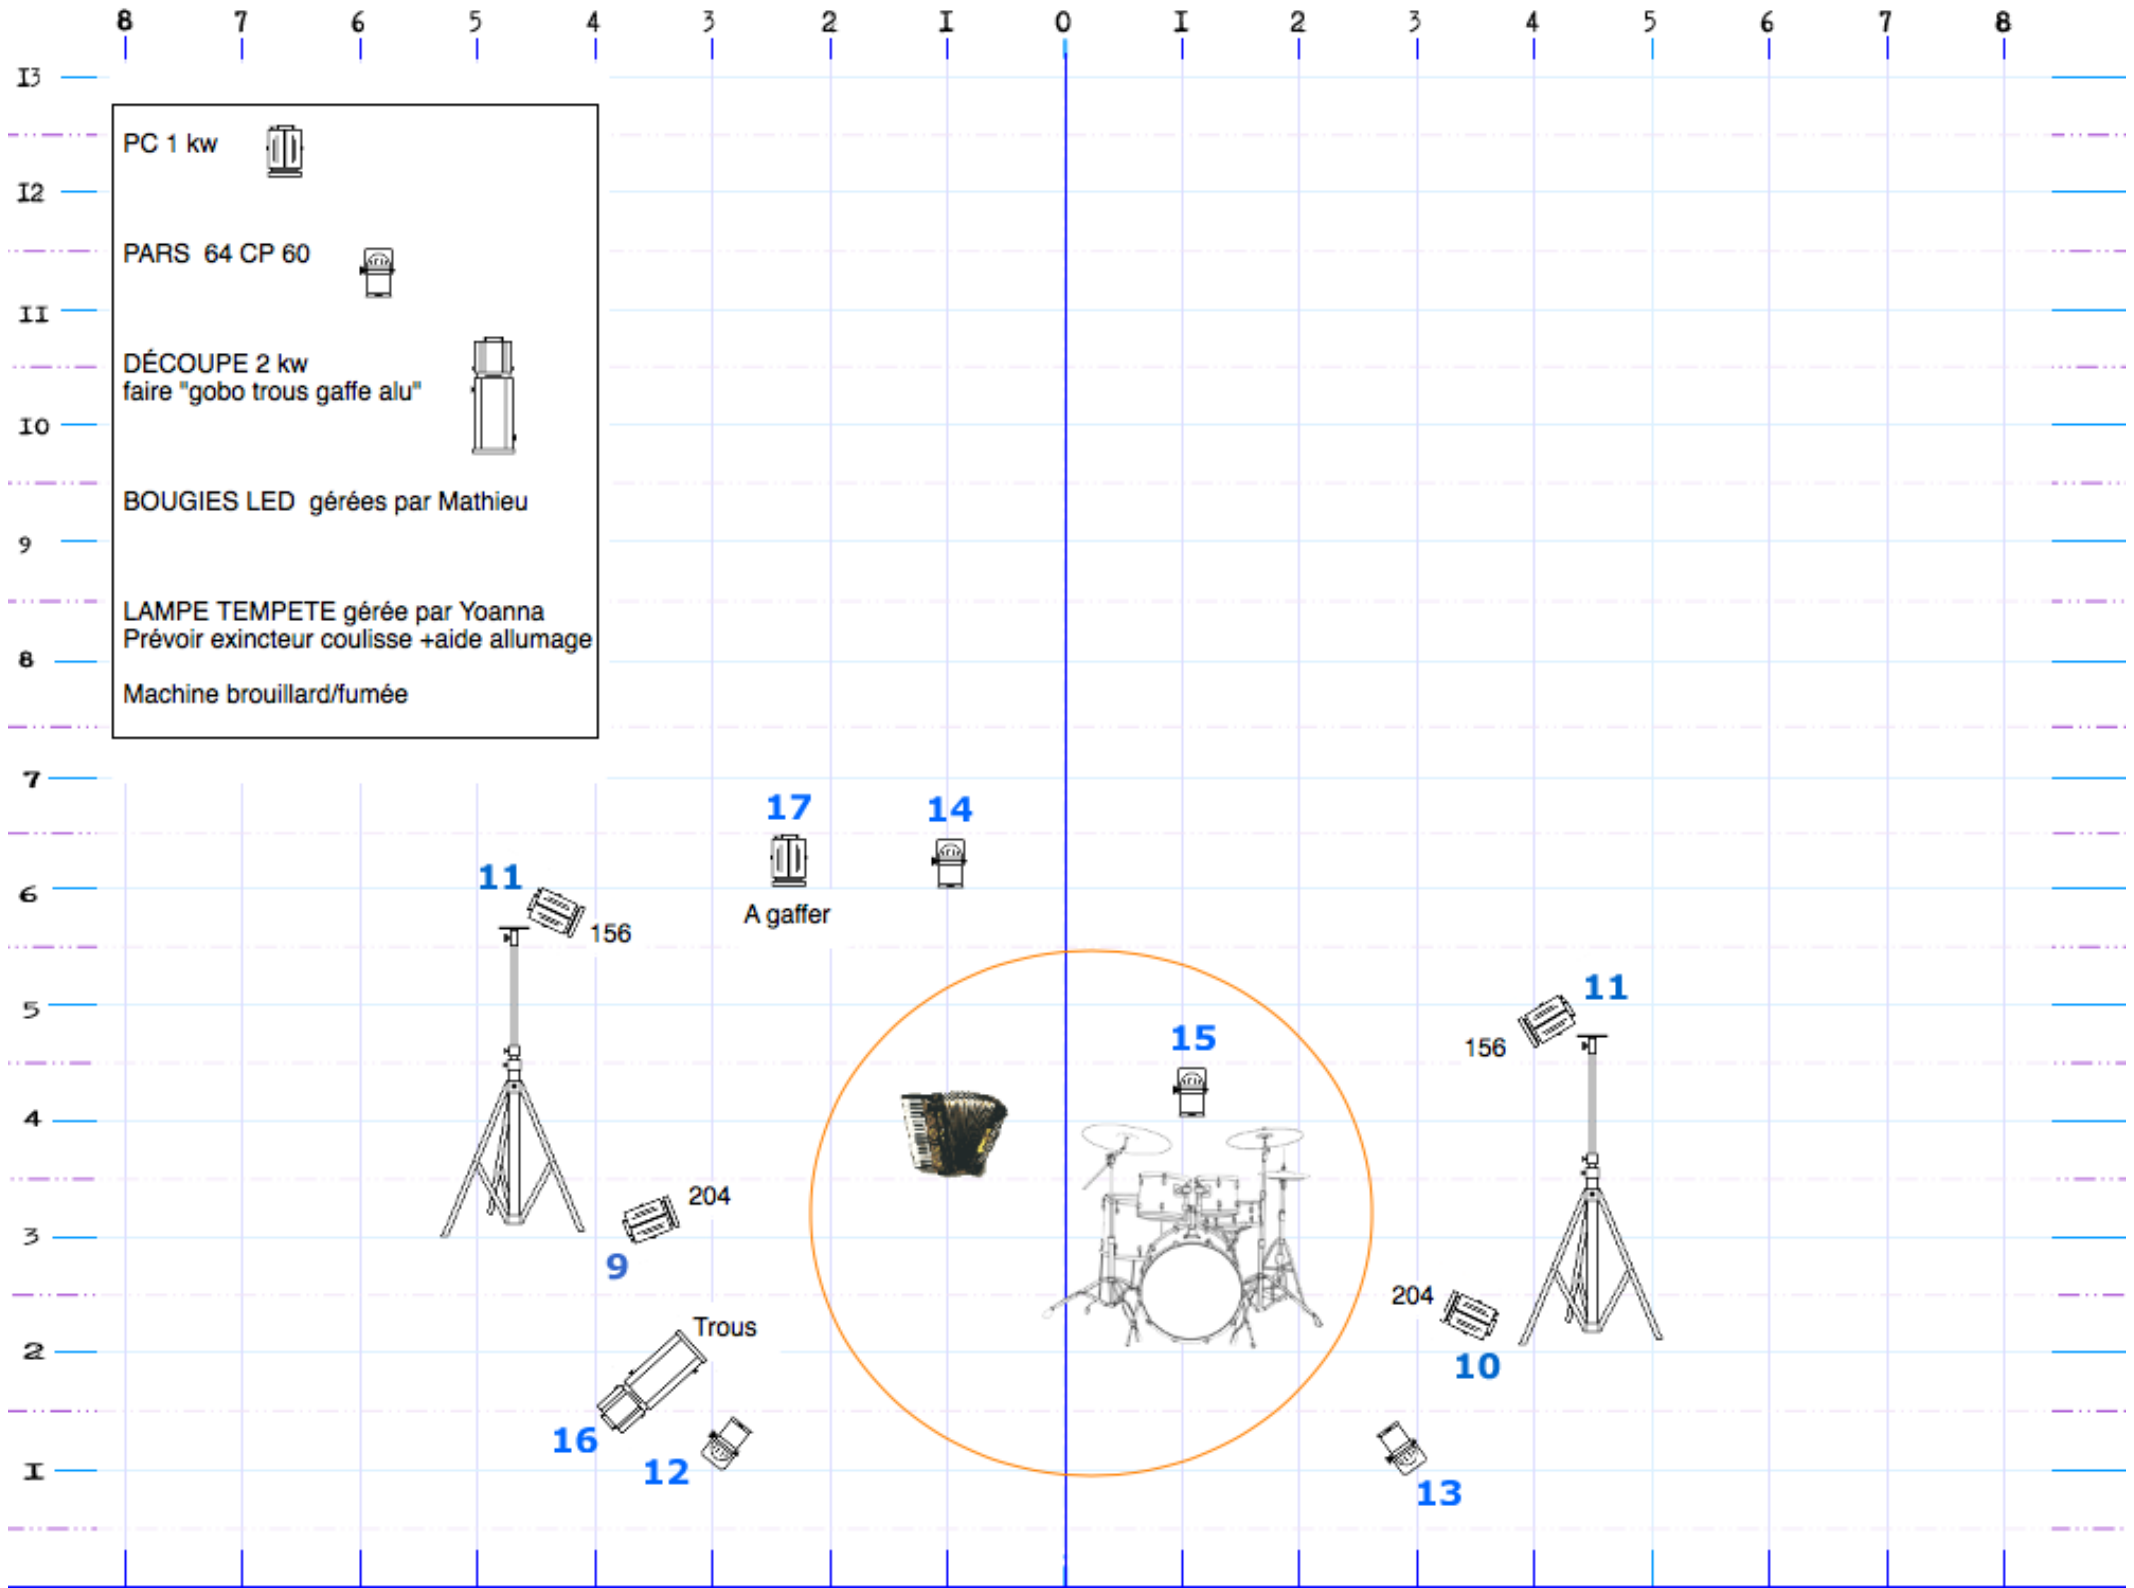 8 7 6 5 4 3 2 I 0 I 2 3 4 5 6 7 8
I3
PC 1 kw
I2
PARS 64 CP 60
II
DÉCOUPE 2 kw
faire "gobo trous gaffe alu"
I0
BOUGIES LED gérées par Mathieu
9
LAMPE TEMPETE gérée par Yoanna
Prévoir exincteur coulisse +aide allumage
8
Machine brouillard/fumée
7
17 14
11
6
A gaffer
156
11
5
15
156
4
204
3
9
204
Trous
2
10
16
12
I
13